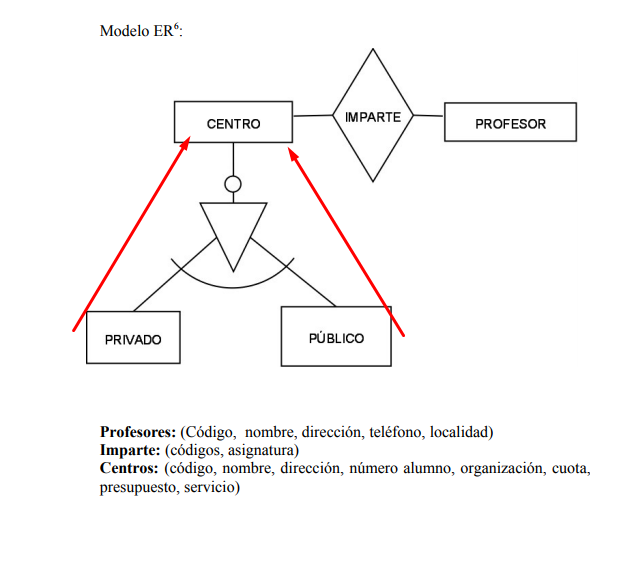 Modelo ER6:
CENTRO
IMPARTE
PROFESOR
PRIVADO
PÚBLICO
Profesores: (Código, nombre, dirección, teléfono, localidad)
Imparte: (códigos, asignatura)
Centros: (código, nombre, dirección, número alumno, organización, cuota,
presupuesto, servicio)